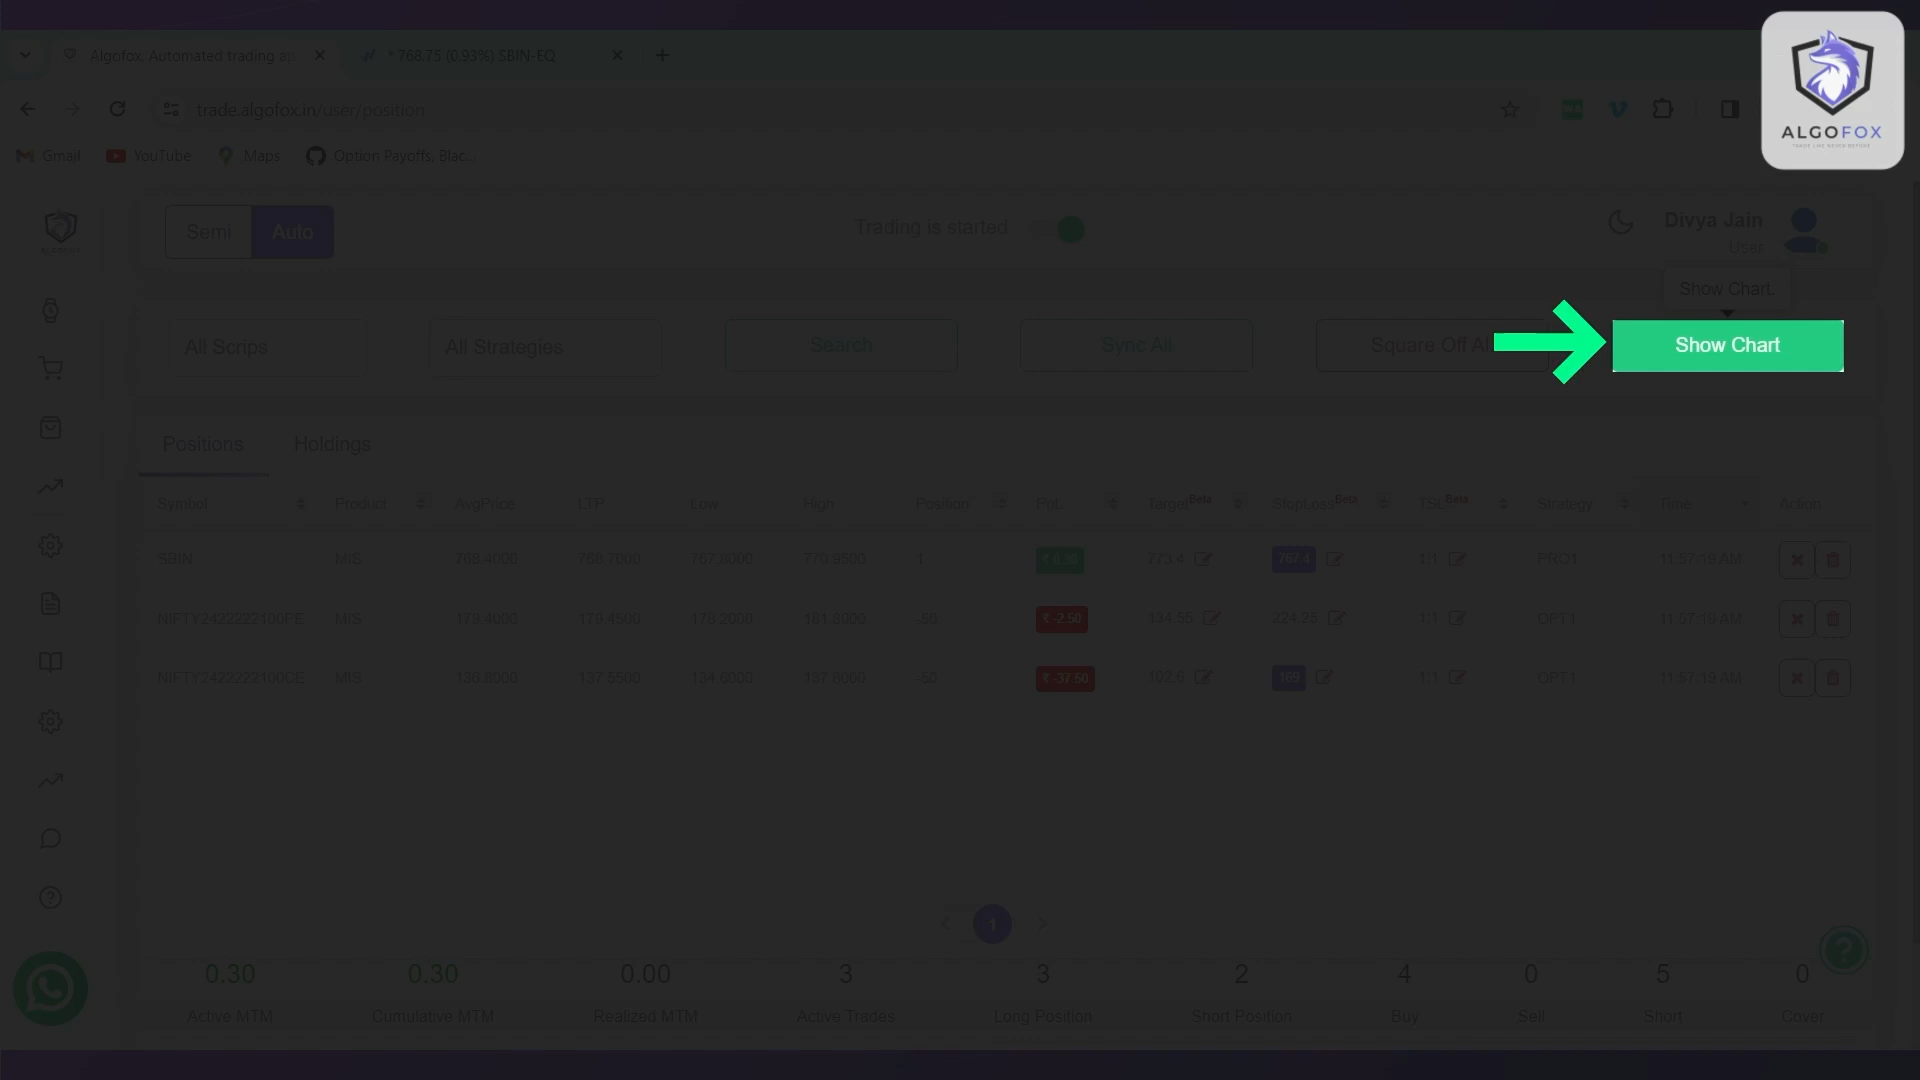 Algofox, Automated trading ap
* 768.75 (0.93%) SBIN-EQ
trade.algofox.in/user/position
Gmail YouTube Maps Option Payoffs, Blac...
ALGOFOX
Semi Auto
Trading is started
Divya Jain
User
Show Chart.
All Scrips
All Strategies
Search
Sync All
Square Off Al
Show Chart
Positions Holdings
Symbol Product AvgPrice LTP Low High Position PnL Target Beta StopLoss Beta TSL Beta Strategy Time Action
SBIN MIS 768.4000 768.7000 767.8000 770.9500 1 ₹ 0.30 773.4 767.4 1:1 PRO1 11:57:19 AM
NIFTY2422222100PE MIS 179.4000 179.4500 178.2000 181.8000 -50 ₹ -2.50 134.55 224.25 1:1 OPT1 11:57:19 AM
NIFTY2422222100CE MIS 136.8000 137.5500 134.6000 137.8000 -50 ₹ -37.50 102.6 169 1:1 OPT1 11:57:19 AM
1
0.30 0.30 0.00 3 3 2 4 0 5 0
Active MTM Cumulative MTM Realized MTM Active Trades Long Position Short Position Buy Sell Short Cover